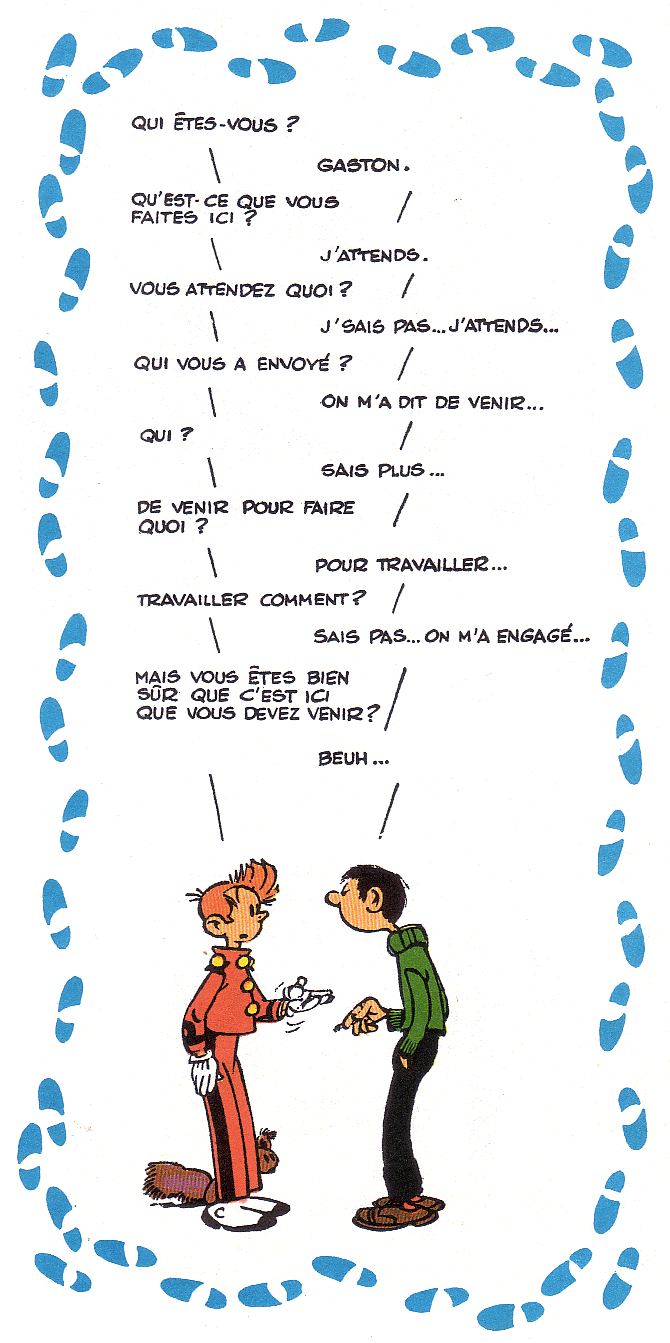 QUI ÊTES-VOUS ?
GASTON.
QU'EST-CE QUE VOUS
FAITES ICI ?
J'ATTENDS.
VOUS ATTENDEZ QUOI ?
J'SAIS PAS... J'ATTENDS...
QUI VOUS A ENVOYÉ ?
ON M'A DIT DE VENIR...
QUI ?
SAIS PLUS...
DE VENIR POUR FAIRE
QUOI ?
POUR TRAVAILLER...
TRAVAILLER COMMENT ?
SAIS PAS... ON M'A ENGAGÉ...
MAIS VOUS ÊTES BIEN
SÛR QUE C'EST ICI
QUE VOUS DEVEZ VENIR ?
BEUH...